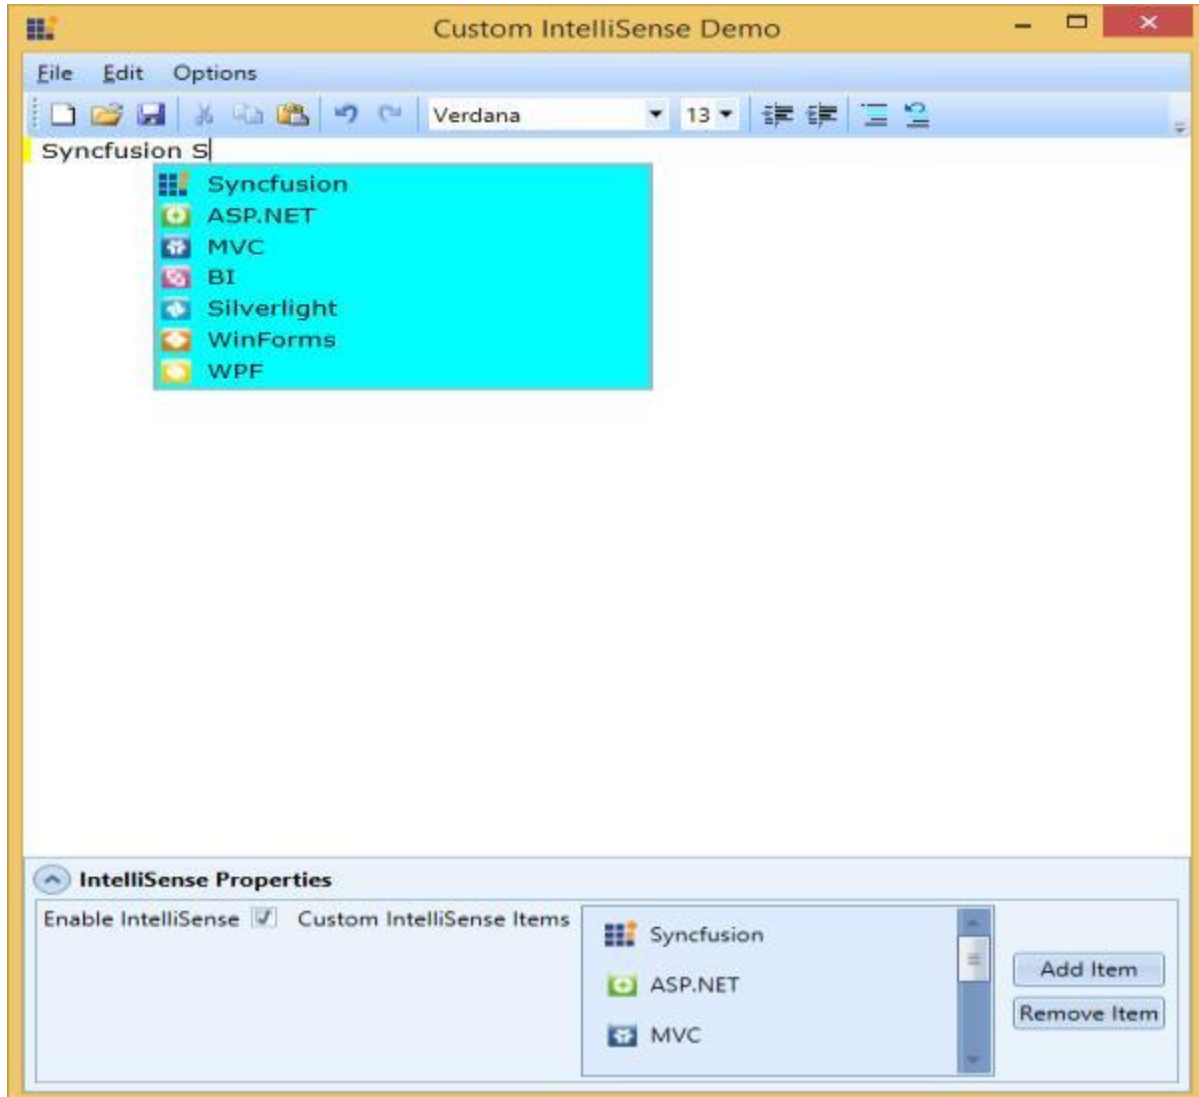 Custom IntelliSense Demo
File Edit Options
Verdana 13
Syncfusion S
Syncfusion
ASP.NET
MVC
BI
Silverlight
WinForms
WPF
IntelliSense Properties
Enable IntelliSense Custom IntelliSense Items
Syncfusion
ASP.NET
MVC
Add Item
Remove Item